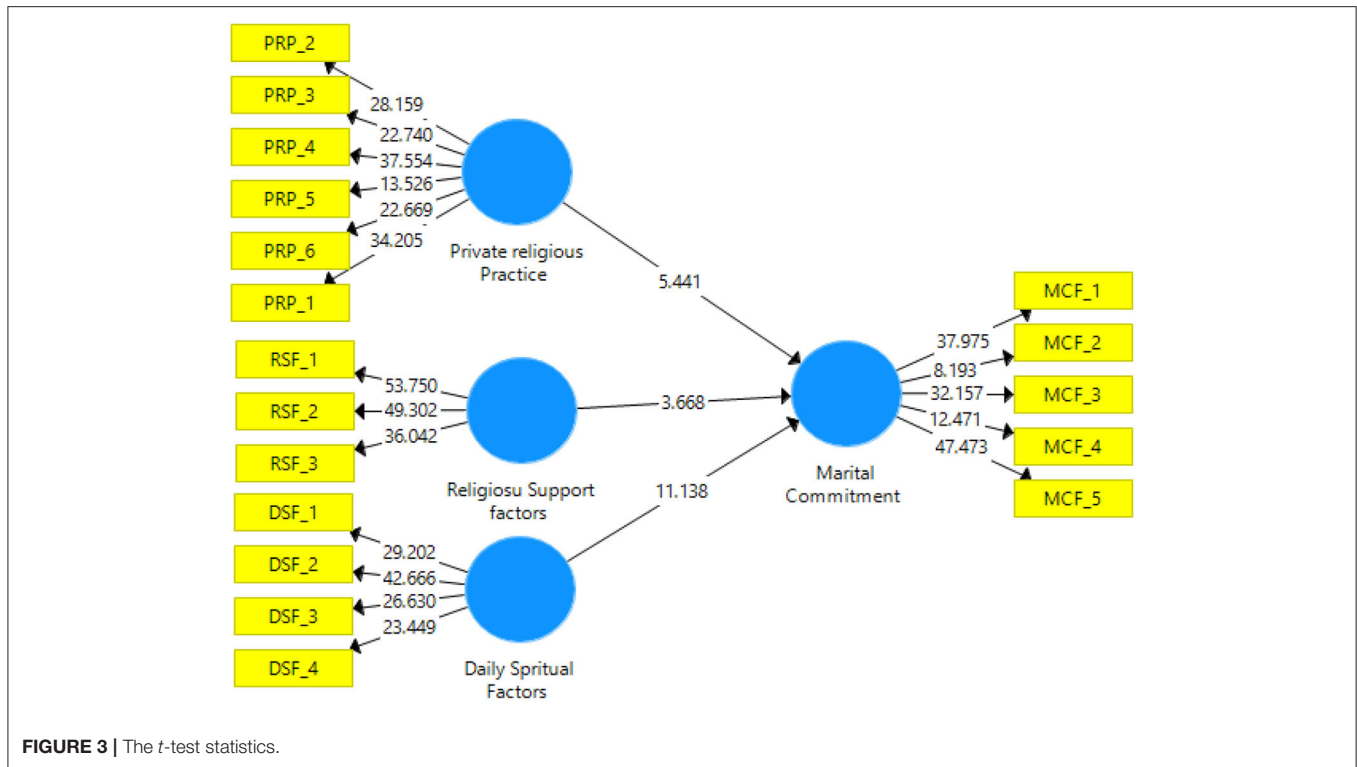 PRP_2
PRP_3
PRP_4
PRP_5
PRP_6
PRP_1
28.159
22.740
37.554
13.526
22.669
34.205
Private religious
Practice
5.441
RSF_1
RSF_2
RSF_3
53.750
49.302
36.042
Religiosu Support
factors
3.668
DSF_1
DSF_2
DSF_3
DSF_4
29.202
42.666
26.630
23.449
Daily Spritual
Factors
11.138
Marital
Commitment
37.975
8.193
32.157
12.471
47.473
MCF_1
MCF_2
MCF_3
MCF_4
MCF_5
FIGURE 3 | The t-test statistics.